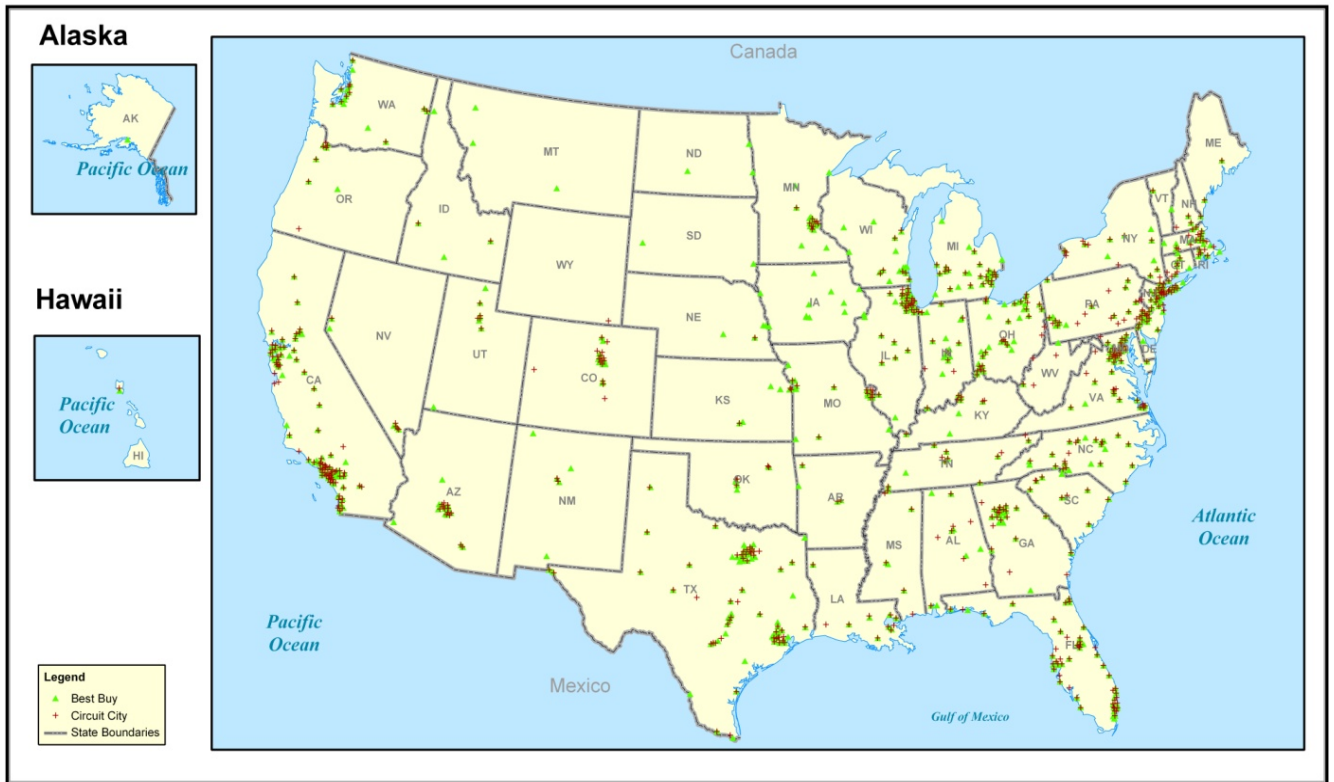 Alaska
AK
Pacific Ocean
Hawaii
Pacific
Ocean
HI
Legend
Best Buy
Circuit City
State Boundaries
Canada
WA
MT
ND
MN
ME
OR
ID
SD
WI
MI
VT
NH
NY
MA
CT
RI
WY
IA
PA
NE
NV
UT
CO
IL
IN
OH
DE
CA
KS
MO
WV
VA
KY
AZ
NM
OK
AR
TN
NC
SC
MS
AL
GA
TX
LA
FL
Atlantic
Ocean
Pacific
Ocean
Mexico
Gulf of Mexico